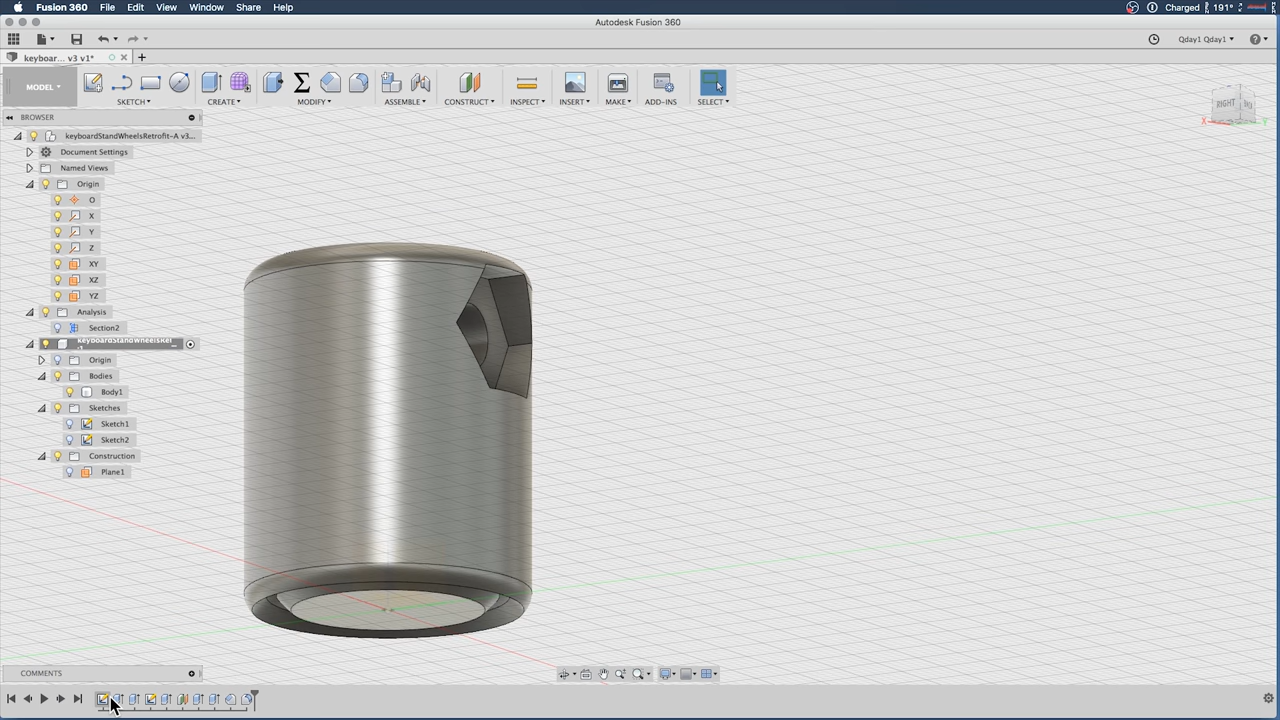 Fusion 360 File Edit View Window Share Help Charged 191°
Autodesk Fusion 360
Qday1 Qday1
keyboar... v3 v1*
MODEL SKETCH CREATE MODIFY ASSEMBLE CONSTRUCT INSPECT INSERT MAKE ADD-INS SELECT
BROWSER
RIGHT
X
Y
keyboardStandWheelsRetrofit-A v3...
Document Settings
Named Views
Origin
O
X
Y
Z
XY
XZ
YZ
Analysis
Section2
Origin
Bodies
Body1
Sketches
Sketch1
Sketch2
Construction
Plane1
COMMENTS